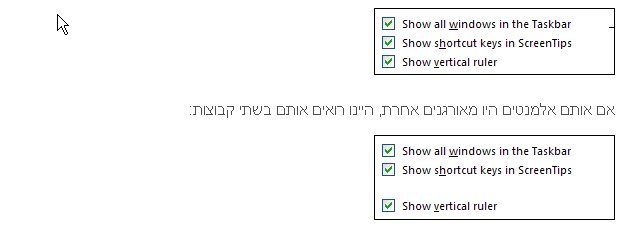 Show all windows in the Taskbar
Show shortcut keys in ScreenTips
Show vertical ruler
אם אותם אלמנטים היו מאורגנים אחרת, היינו רואים אותם בשתי קבוצות:
Show all windows in the Taskbar
Show shortcut keys in ScreenTips
Show vertical ruler